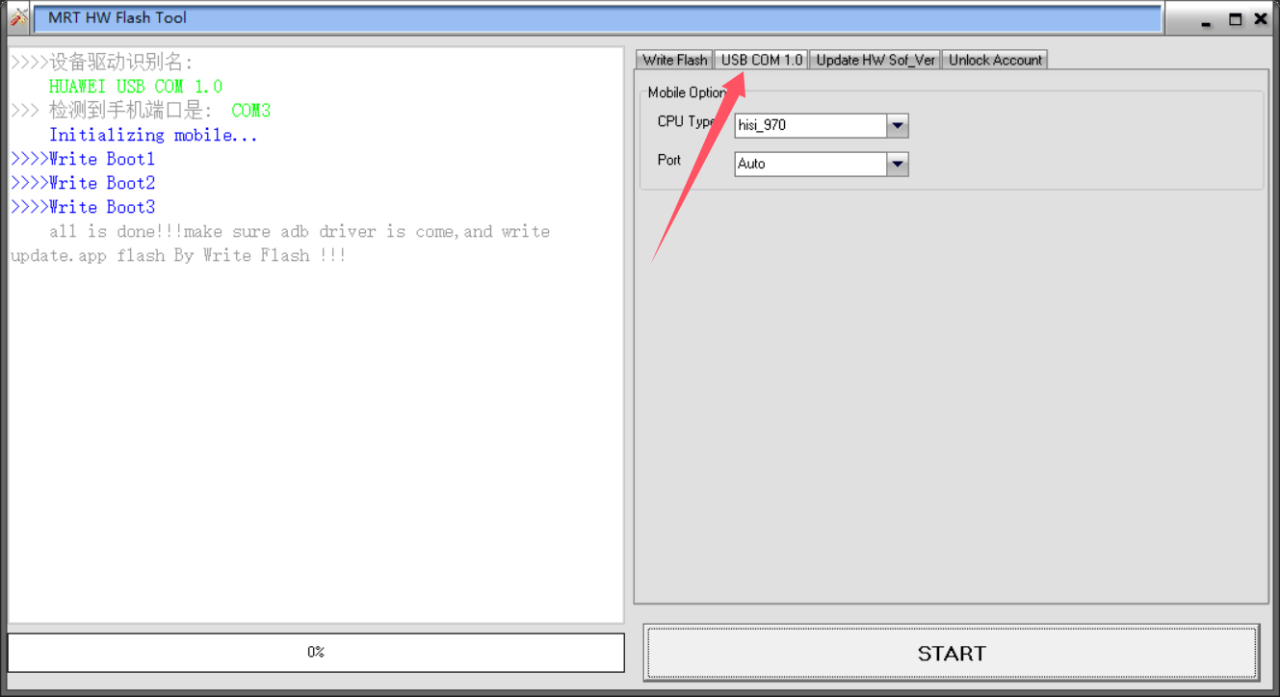 MRT HW Flash Tool
>>>>设备驱动识别名:
HUAWEI USB COM 1.0
>>> 检测到手机端口是: COM3
Initializing mobile...
>>>>Write Boot1
>>>>Write Boot2
>>>>Write Boot3
all is done!!!make sure adb driver is come,and write
update.app flash By Write Flash !!!
0%
Write Flash USB COM 1.0 Update HW Sof_Ver Unlock Account
Mobile Option
CPU Type hisi_970
Port Auto
START